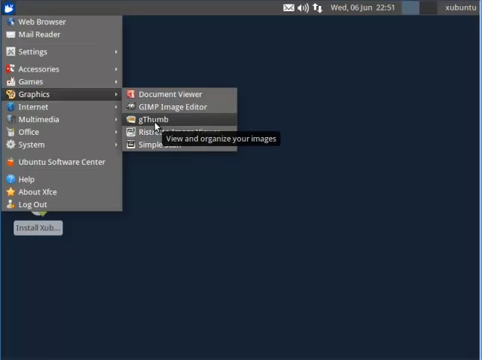 Wed, 06 Jun 22:51
xubuntu
Web Browser
Mail Reader
Settings
Accessories
Games
Graphics
Internet
Multimedia
Office
System
Ubuntu Software Center
Help
About Xfce
Log Out
Document Viewer
GIMP Image Editor
gThumb
View and organize your images
Simple
Install Xub...